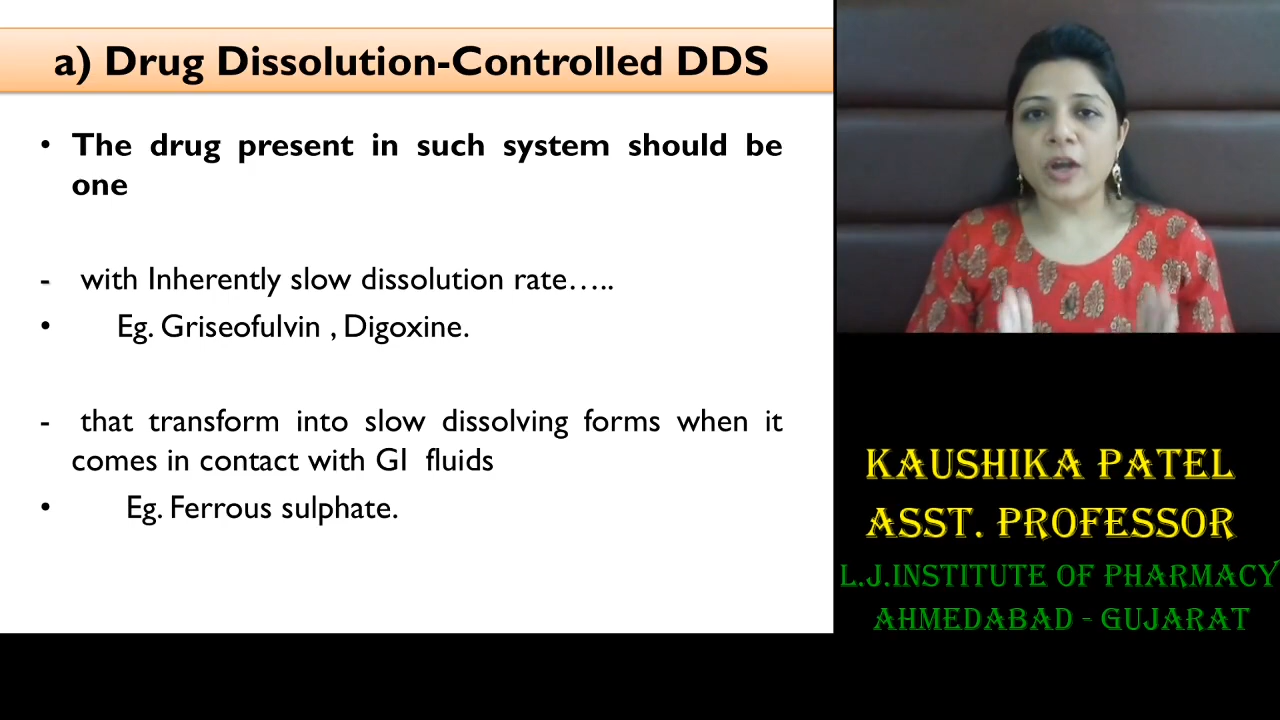 a) Drug Dissolution-Controlled DDS
• The drug present in such system should be
one
- with Inherently slow dissolution rate…..
• Eg. Griseofulvin , Digoxine.
- that transform into slow dissolving forms when it
comes in contact with GI fluids
• Eg. Ferrous sulphate.
KAUSHIKA PATEL
ASST. PROFESSOR
L.J.INSTITUTE OF PHARMACY
AHMEDABAD - GUJARAT